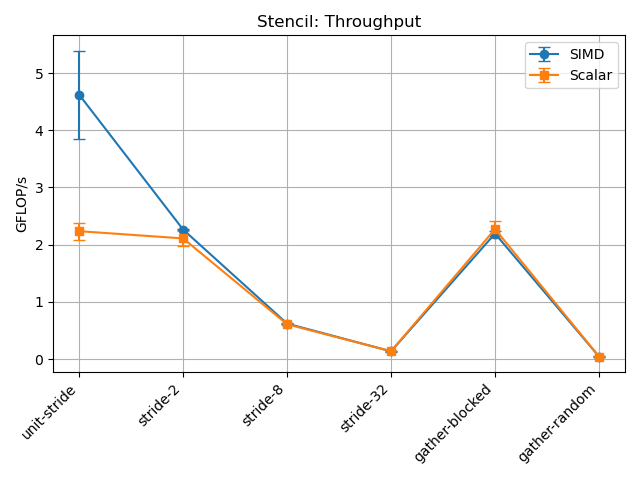 Stencil: Throughput
SIMD
Scalar
GFLOP/s
5
4
3
2
1
0
unit-stride
stride-2
stride-8
stride-32
gather-blocked
gather-random